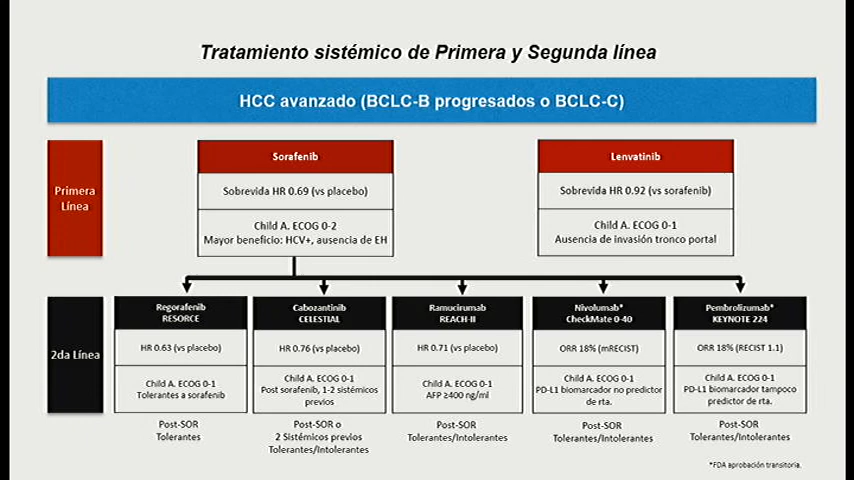 Tratamiento sistémico de Primera y Segunda línea
HCC avanzado (BCLC-B progresados o BCLC-C)
Primera
Línea
Sorafenib
Sobrevida HR 0.69 (vs placebo)
Child A. ECOG 0-2
Mayor beneficio: HCV+, ausencia de EH
Lenvatinib
Sobrevida HR 0.92 (vs sorafenib)
Child A. ECOG 0-1
Ausencia de invasión tronco portal
2da Línea
Regorafenib
RESORCE
HR 0.63 (vs placebo)
Child A. ECOG 0-1
Tolerantes a sorafenib
Post-SOR
Tolerantes
Cabozantinib
CELESTIAL
HR 0.76 (vs placebo)
Child A. ECOG 0-1
Post sorafenib, 1-2 sistémicos
previos
Post-SOR o
2 Sistémicos previos
Tolerantes/Intolerantes
Ramucirumab
REACH-II
HR 0.71 (vs placebo)
Child A. ECOG 0-1
AFP ≥400 ng/ml
Post-SOR
Tolerantes/Intolerantes
Nivolumab*
CheckMate 0-40
ORR 18% (mRECIST)
Child A. ECOG 0-1
PD-L1 biomarcador no predictor
de rta.
Post-SOR
Tolerantes/Intolerantes
Pembrolizumab*
KEYNOTE 224
ORR 18% (RECIST 1.1)
Child A. ECOG 0-1
PD-L1 biomarcador tampoco
predictor de rta.
Post-SOR
Tolerantes/Intolerantes
*FDA aprobación transitoria.